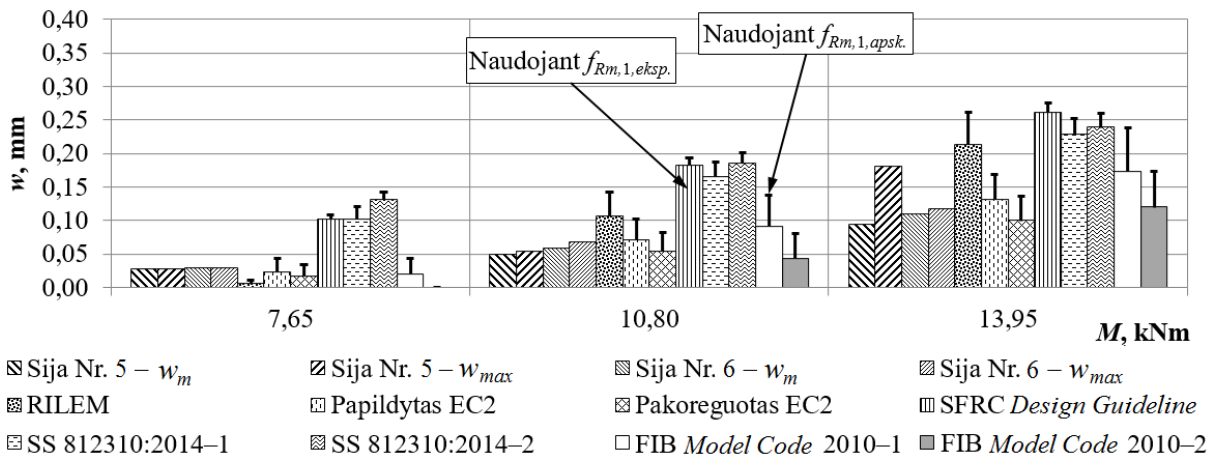 0,40
0,35
0,30
0,25
0,20
0,15
0,10
0,05
0,00
w, mm
Naudojant fRm,1,eksp.
Naudojant fRm,1,apsk.
7,65
10,80
13,95
M, kNm
Sija Nr. 5 – wm
Sija Nr. 5 – wmax
Sija Nr. 6 – wm
Sija Nr. 6 – wmax
RILEM
Papildytas EC2
Pakoreguotas EC2
SFRC Design Guideline
SS 812310:2014–1
SS 812310:2014–2
FIB Model Code 2010–1
FIB Model Code 2010–2